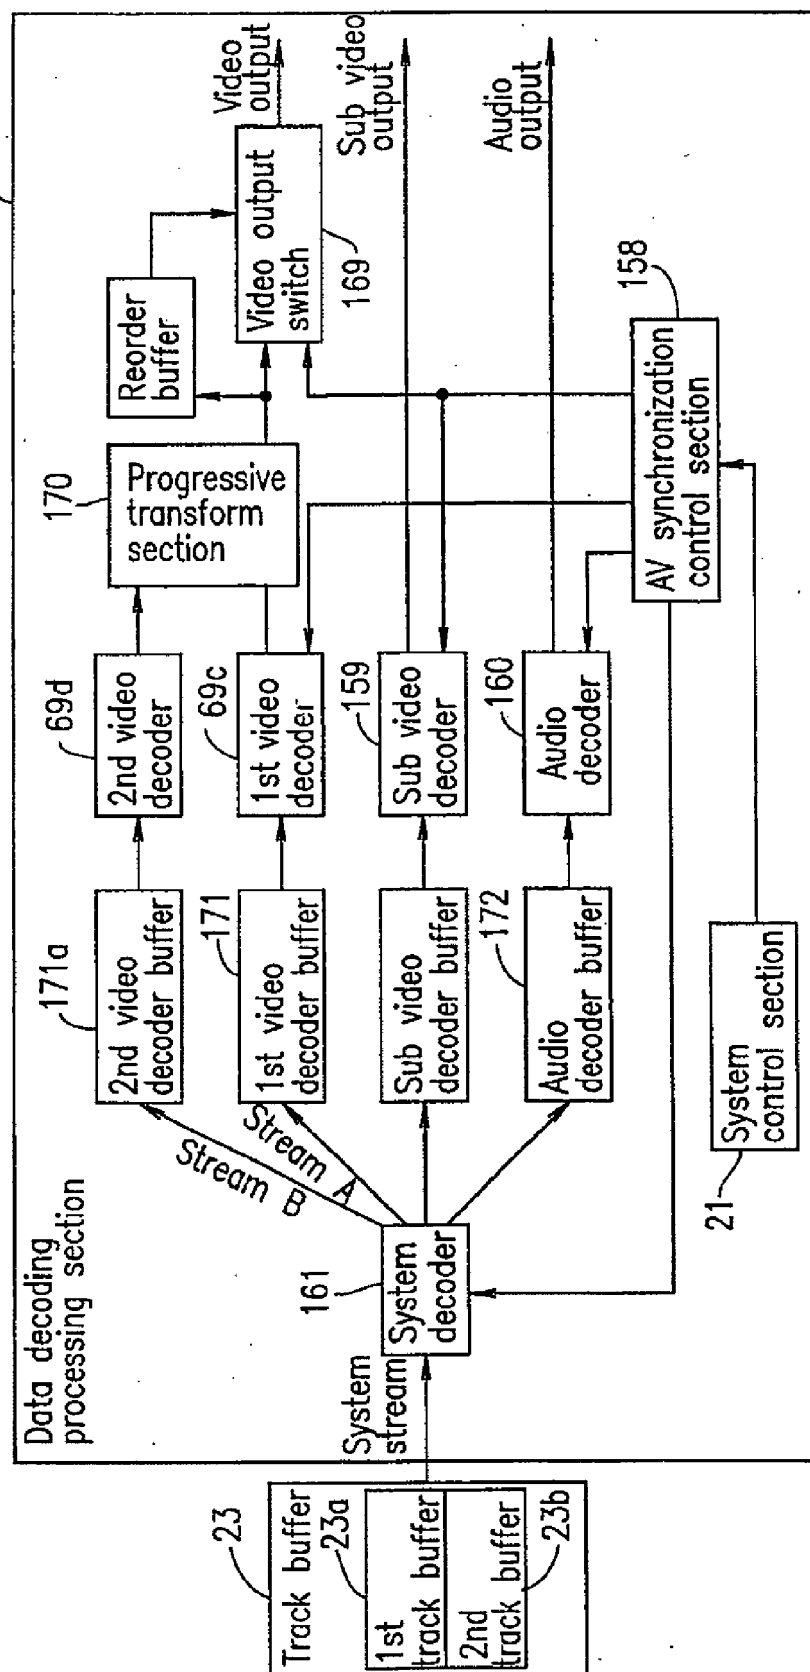 Data decoding
processing section
23
Track buffer
23a
1st
track buffer
2nd
track buffer
23b
System
stream
161
System
decoder
Stream B
Stream A
171a
2nd video
decoder buffer
171
1st video
decoder buffer
Sub video
decoder buffer
172
Audio
decoder buffer
69d
2nd video
decoder
69c
1st video
decoder
159
Sub video
decoder
160
Audio
decoder
170
Progressive
transform
section
Reorder
buffer
Video output
switch
169
Video
output
Sub video
output
Audio
output
158
AV synchronization
control section
21
System
control section